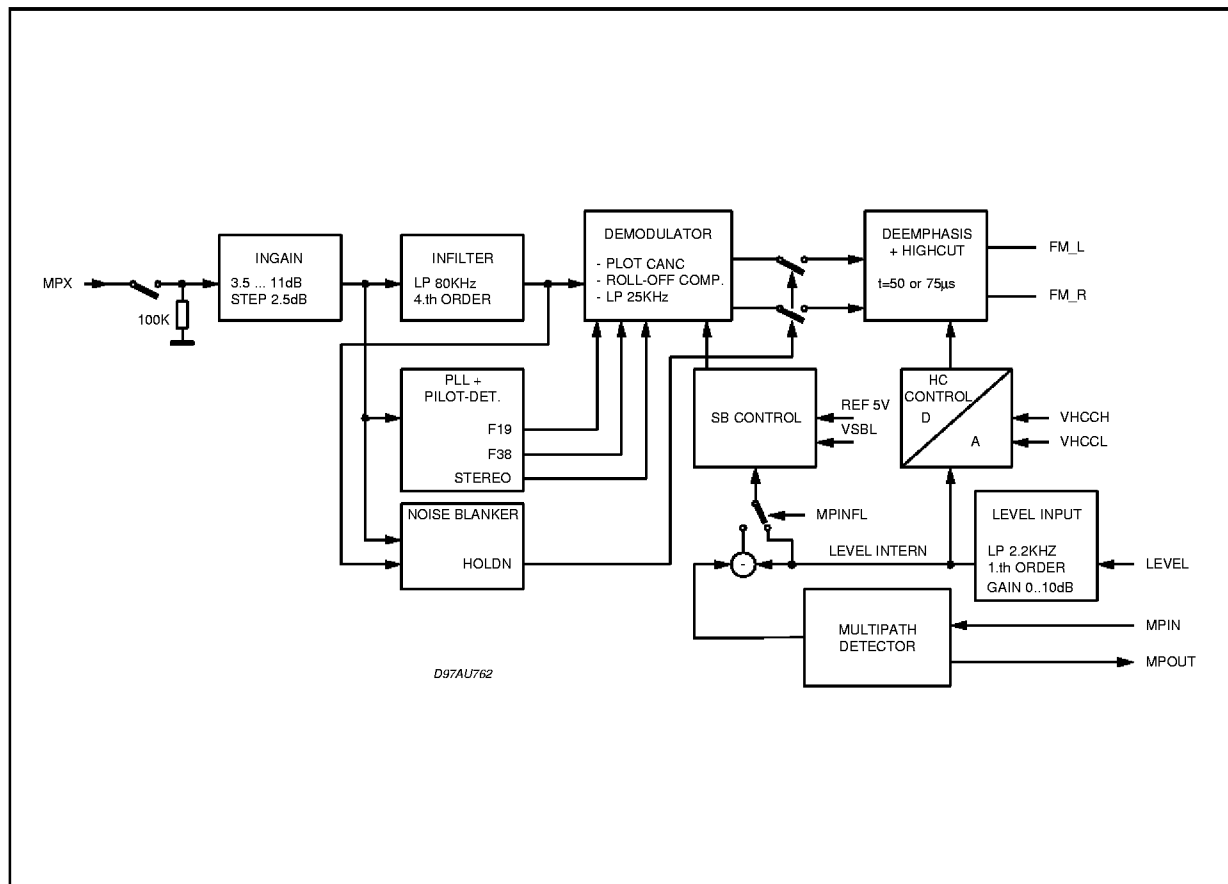 MPX
100K
INGAIN
3.5 ... 11dB
STEP 2.5dB
INFILTER
LP 80KHz
4.th ORDER
DEMODULATOR
- PLOT CANC
- ROLL-OFF COMP.
- LP 25KHz
DEEMPHASIS
+ HIGHCUT
t=50 or 75µs
FM_L
FM_R
PLL +
PILOT-DET.
F19
F38
STEREO
SB CONTROL
REF 5V
VSBL
HC
CONTROL
D
A
VHCCH
VHCCL
NOISE BLANKER
HOLDN
MPINFL
-
LEVEL INTERN
LEVEL INPUT
LP 2.2KHZ
1.th ORDER
GAIN 0..10dB
LEVEL
MULTIPATH
DETECTOR
MPIN
MPOUT
D97AU762